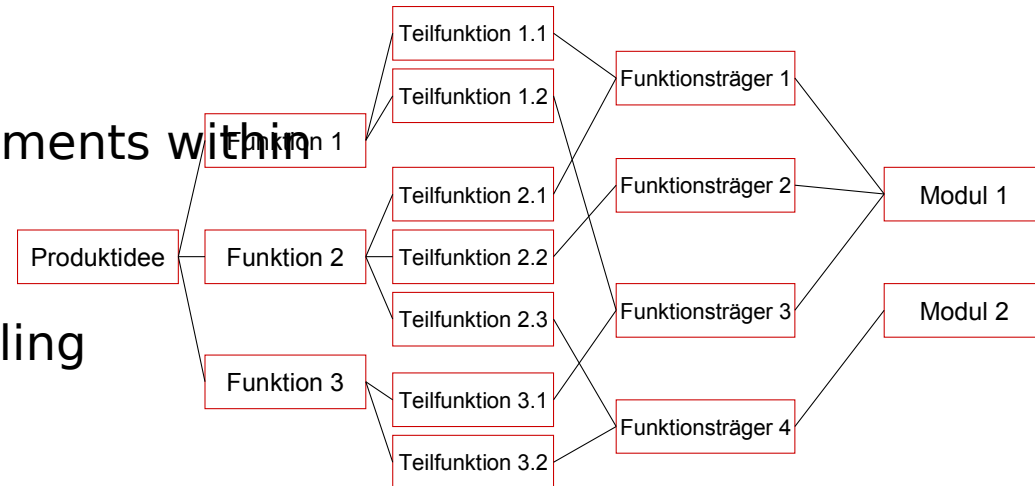 Produktidee
Funktion 1
Funktion 2
Funktion 3
Teilfunktion 1.1
Teilfunktion 1.2
Teilfunktion 2.1
Teilfunktion 2.2
Teilfunktion 2.3
Teilfunktion 3.1
Teilfunktion 3.2
Funktionsträger 1
Funktionsträger 2
Funktionsträger 3
Funktionsträger 4
Modul 1
Modul 2
ments within
ling